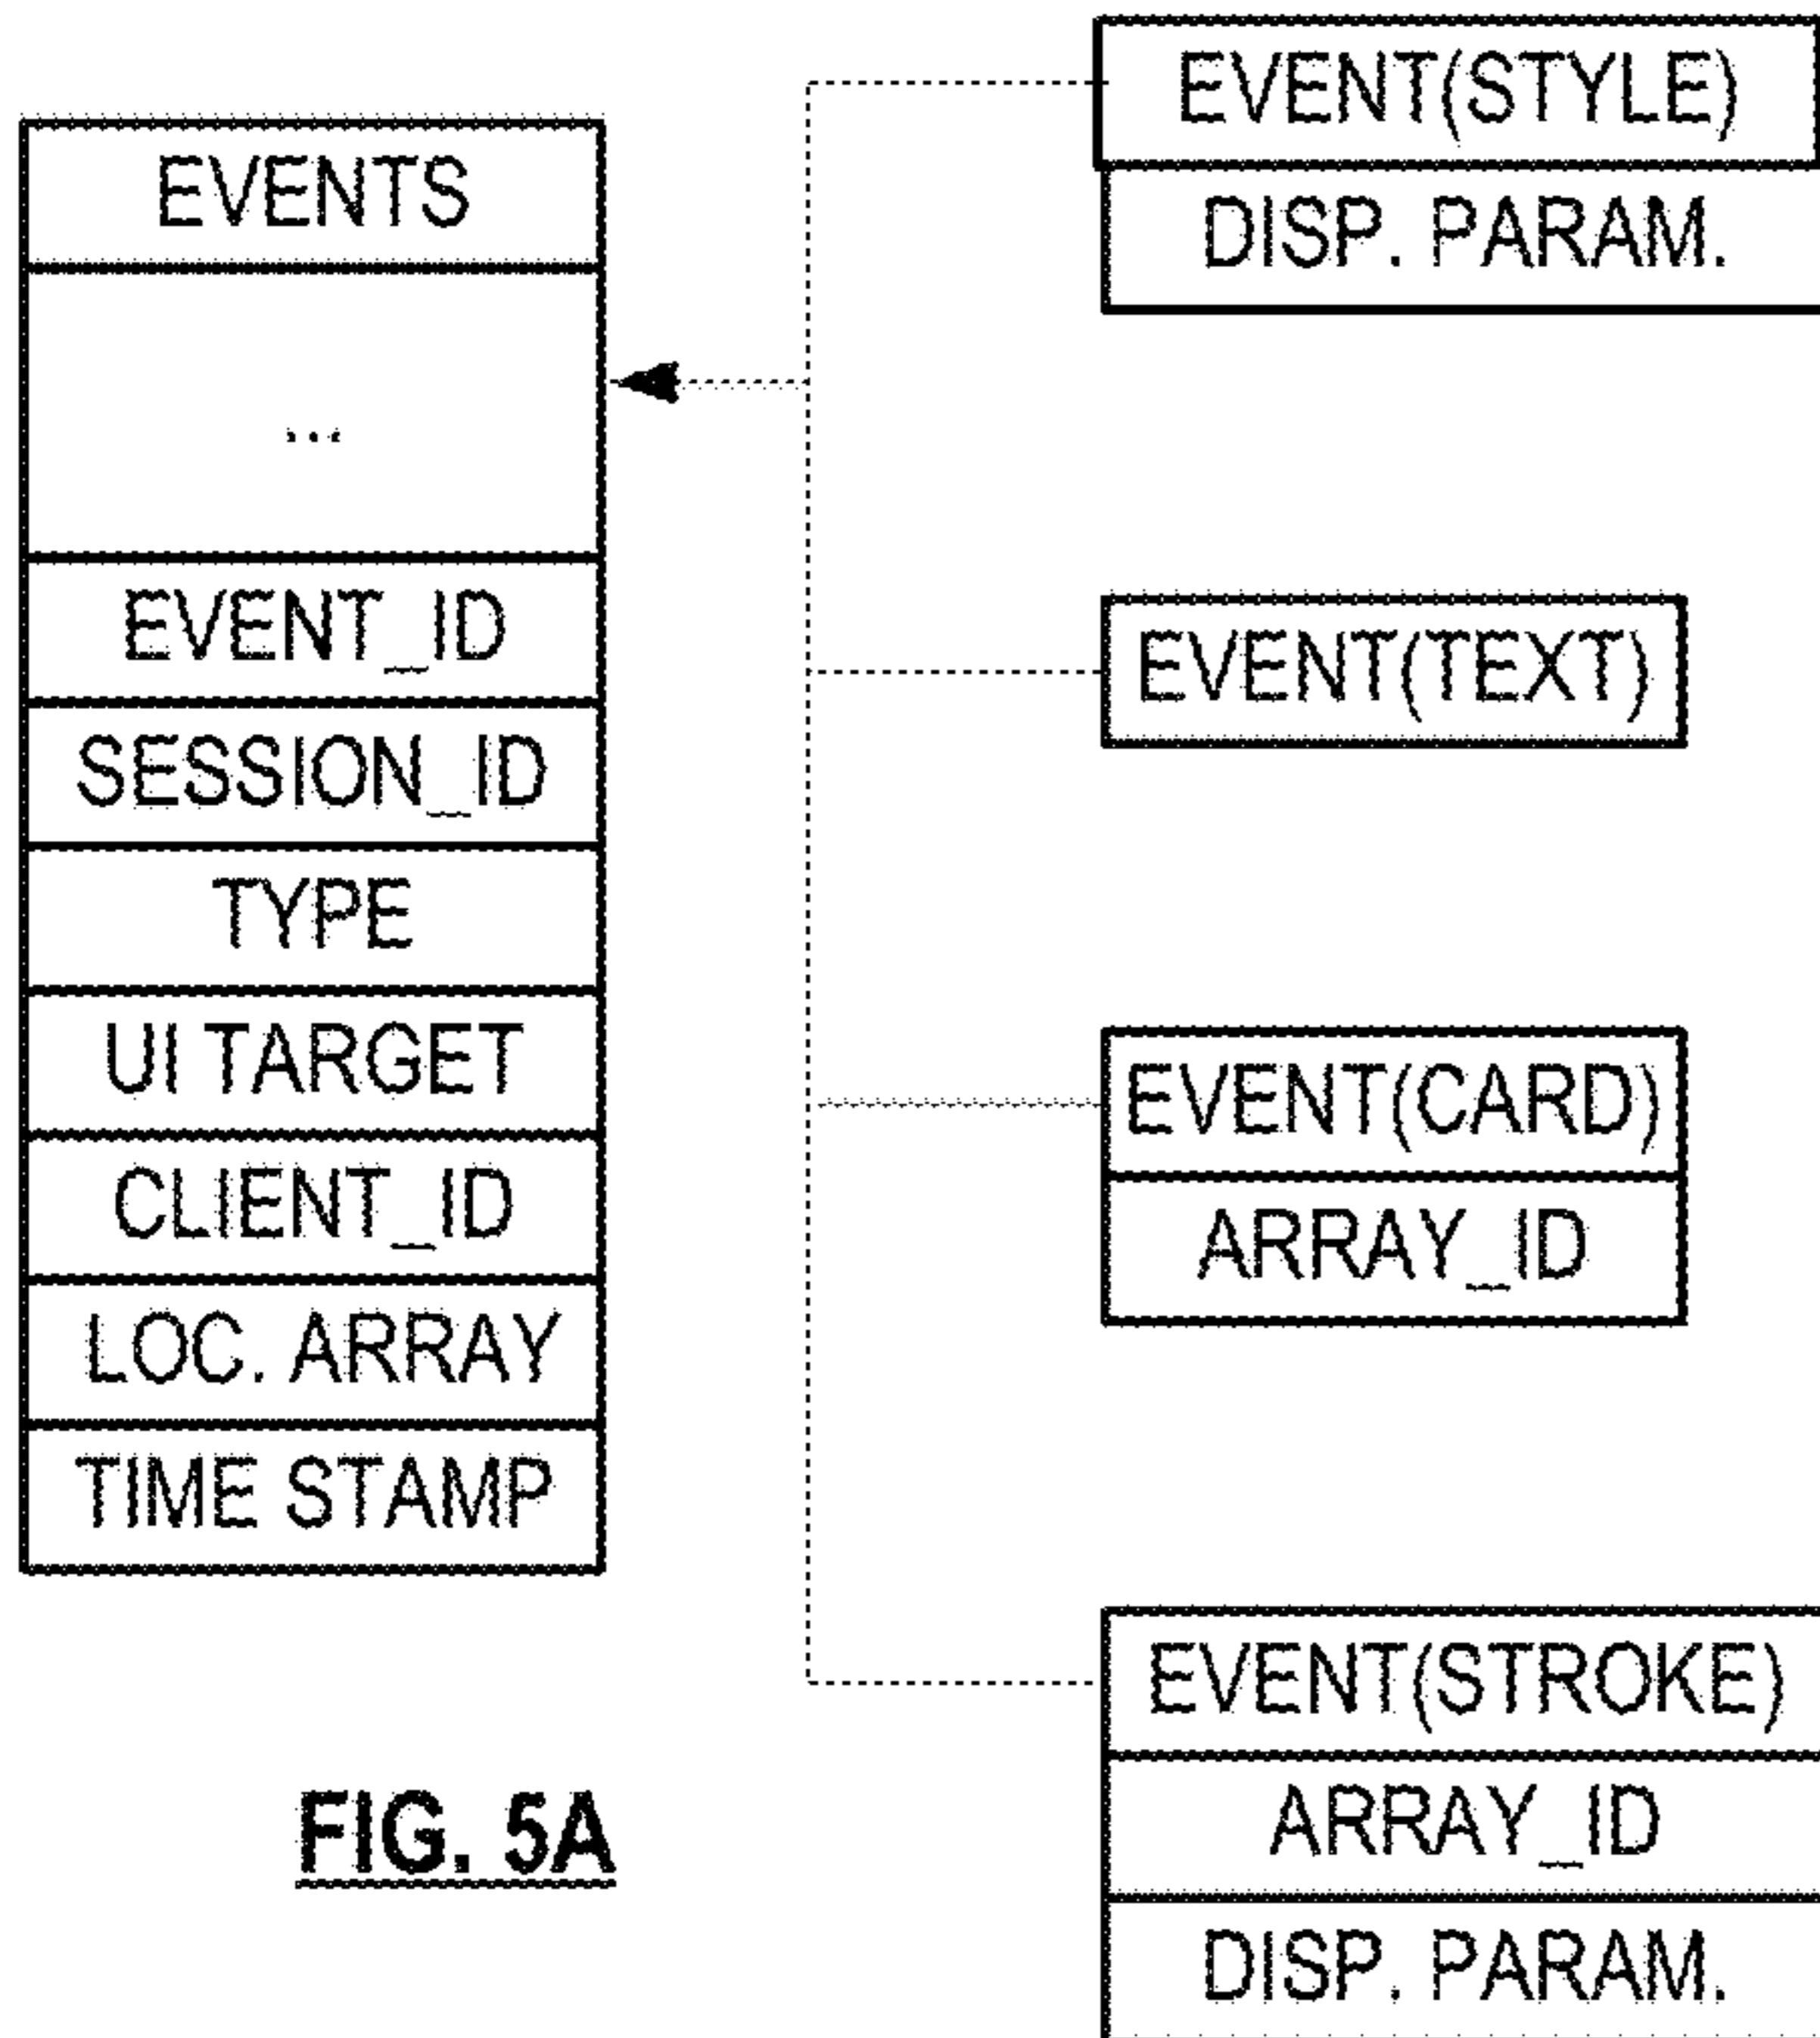 EVENTS
...
EVENT_ID
SESSION_ID
TYPE
UI TARGET
CLIENT_ID
LOC. ARRAY
TIME STAMP
EVENT(STYLE)
DISP. PARAM.
EVENT(TEXT)
EVENT(CARD)
ARRAY_ID
EVENT(STROKE)
ARRAY_ID
DISP. PARAM.
FIG. 5A